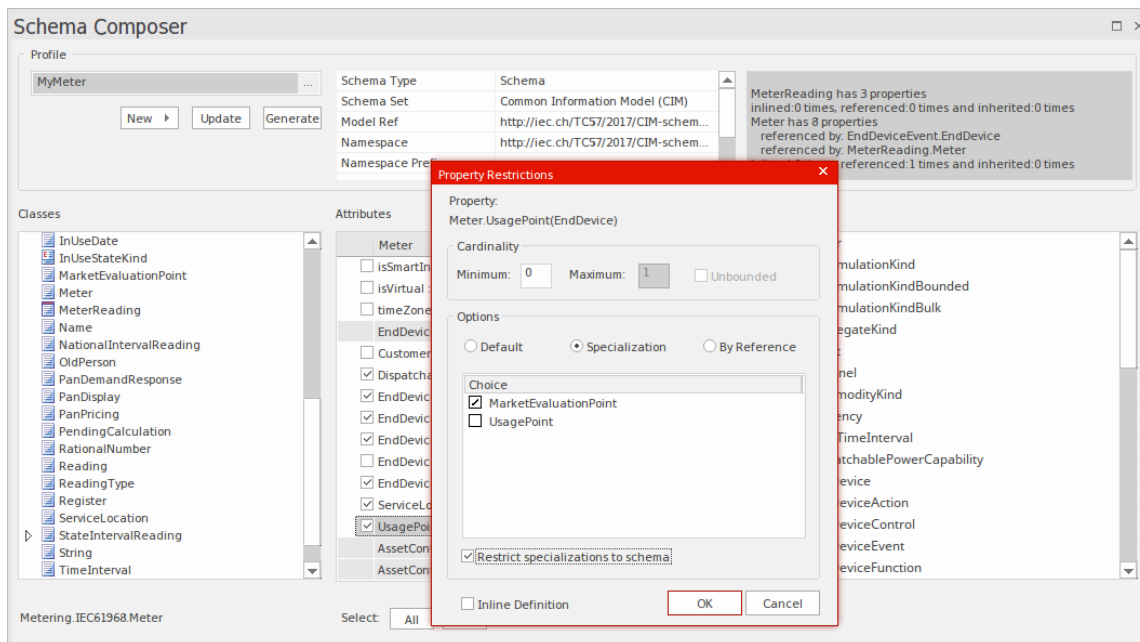 Schema Composer
Profile
MyMeter
...
New
Update
Generate
Schema Type Schema
Schema Set Common Information Model (CIM)
Model Ref http://iec.ch/TC57/2017/CIM-schem...
Namespace http://iec.ch/TC57/2017/CIM-schem...
Namespace Pref
MeterReading has 3 properties
inlined:0 times, referenced:0 times and inherited:0 times
Meter has 8 properties
referenced by: EndDeviceEvent.EndDevice
referenced by: MeterReading.Meter
referenced:1 times and inherited:0 times
Classes
InUseDate
InUseStateKind
MarketEvaluationPoint
Meter
MeterReading
Name
NationalIntervalReading
OldPerson
PanDemandResponse
PanDisplay
PanPricing
PendingCalculation
RationalNumber
Reading
ReadingType
Register
ServiceLocation
StateIntervalReading
String
TimeInterval
Attributes
Meter
isSmartIn
isVirtual :
timeZone
EndDevic
Customer
Dispatcha
EndDevic
EndDevic
EndDevic
EndDevic
EndDevic
ServiceLo
UsagePoi
AssetCon
AssetCon
Property Restrictions
Property:
Meter.UsagePoint(EndDevice)
Cardinality
Minimum: 0 Maximum: 1 Unbounded
Options
Default Specialization By Reference
Choice
MarketEvaluationPoint
UsagePoint
Restrict specializations to schema
Inline Definition
OK
Cancel
mulationKind
mulationKindBounded
mulationKindBulk
egateKind
nel
modityKind
ency
TimeInterval
atchablePowerCapability
evice
eviceAction
eviceControl
eviceEvent
eviceFunction
Metering.IEC61968.Meter
Select: All